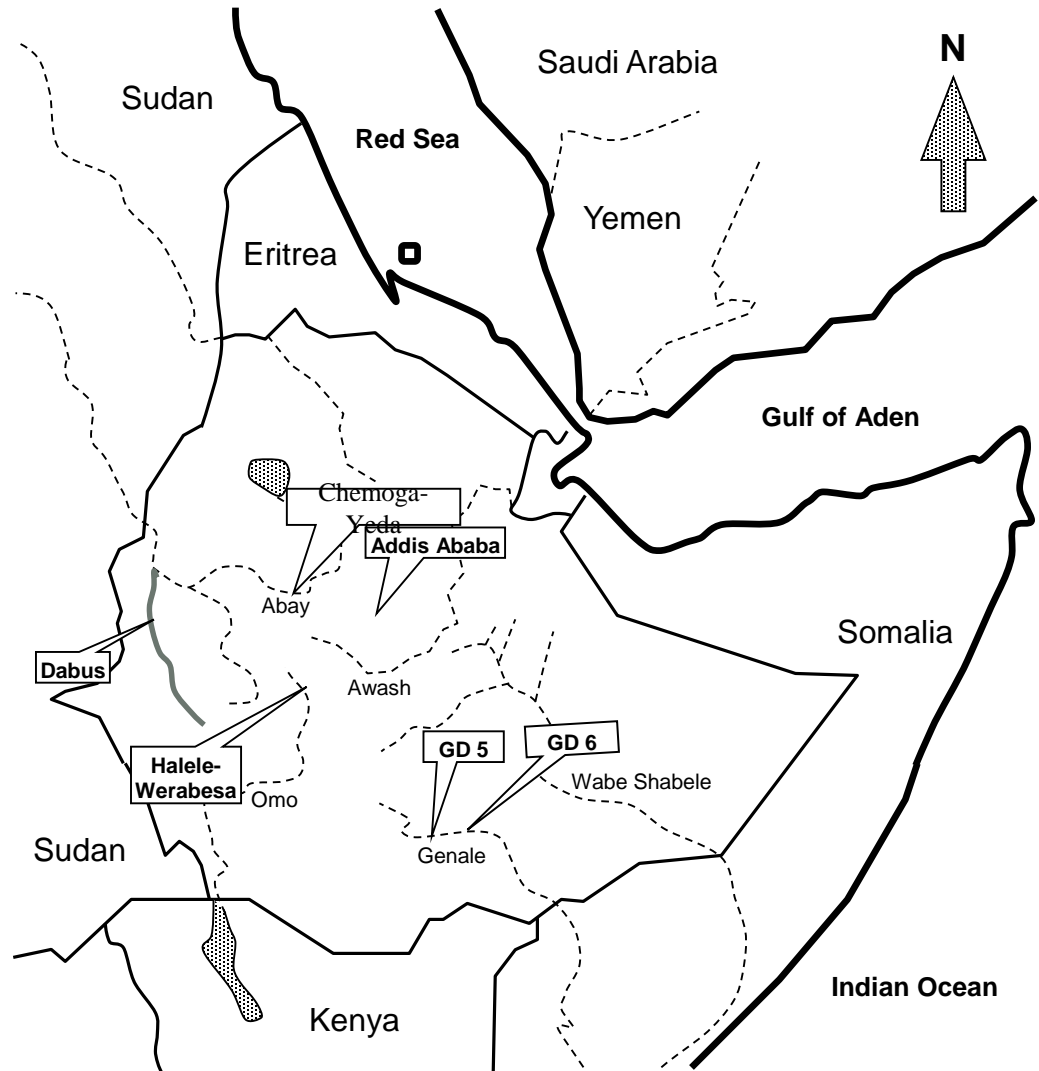 Saudi Arabia
N
Sudan
Red Sea
Yemen
Eritrea
Gulf of Aden
Chemoga-
Yeda
Addis Ababa
Abay
Somalia
Dabus
Awash
GD 5
GD 6
Halele-
Werabesa
Wabe Shabele
Omo
Sudan
Genale
Indian Ocean
Kenya